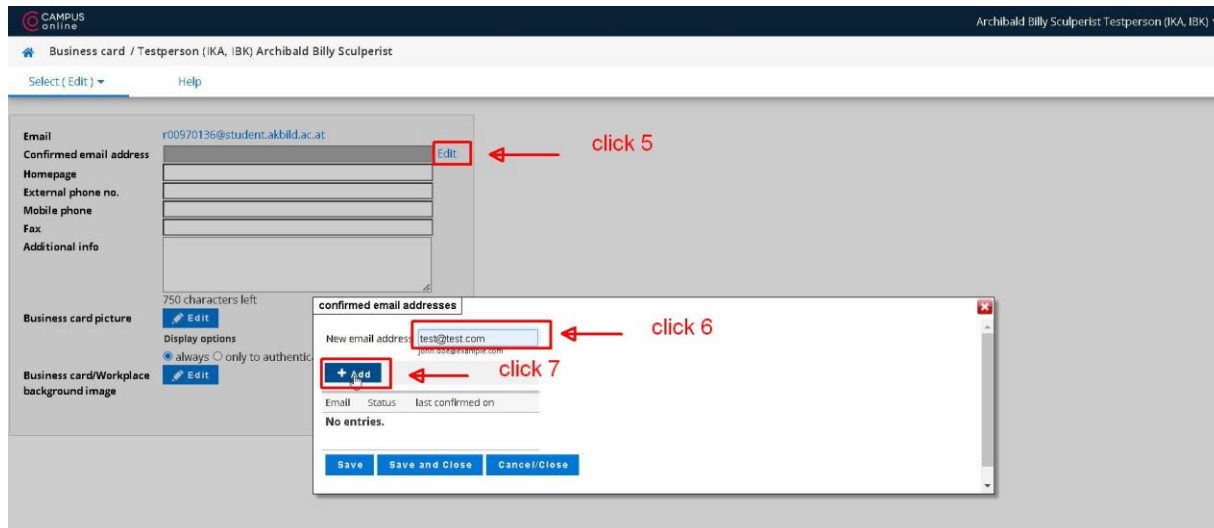 CAMPUS
online
Archibald Billy Sculperist Testperson (IKA, IBK)
Business card / Testperson (IKA, IBK) Archibald Billy Sculperist
Select ( Edit )
Help
Email r00970136@student.akbild.ac.at
Confirmed email address Edit
click 5
Homepage
External phone no.
Mobile phone
Fax
Additional info
750 characters left
Business card picture Edit
Display options
always only to authentic
Business card/Workplace background image Edit
confirmed email addresses
New email address test@test.com
click 6
john.doe@example.com
+ Add
click 7
Email Status last confirmed on
No entries.
Save Save and Close Cancel/Close